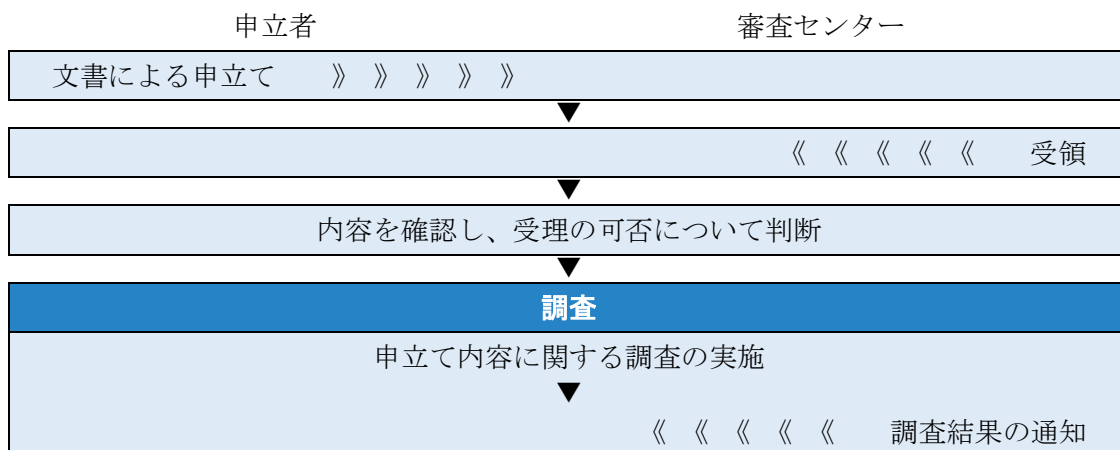 申立者 審査センター
文書による申立て 》 》 》 》 》
▼
《 《 《 《 《 受領
▼
内容を確認し、受理の可否について判断
▼
調査
申立て内容に関する調査の実施
▼
《 《 《 《 《 調査結果の通知